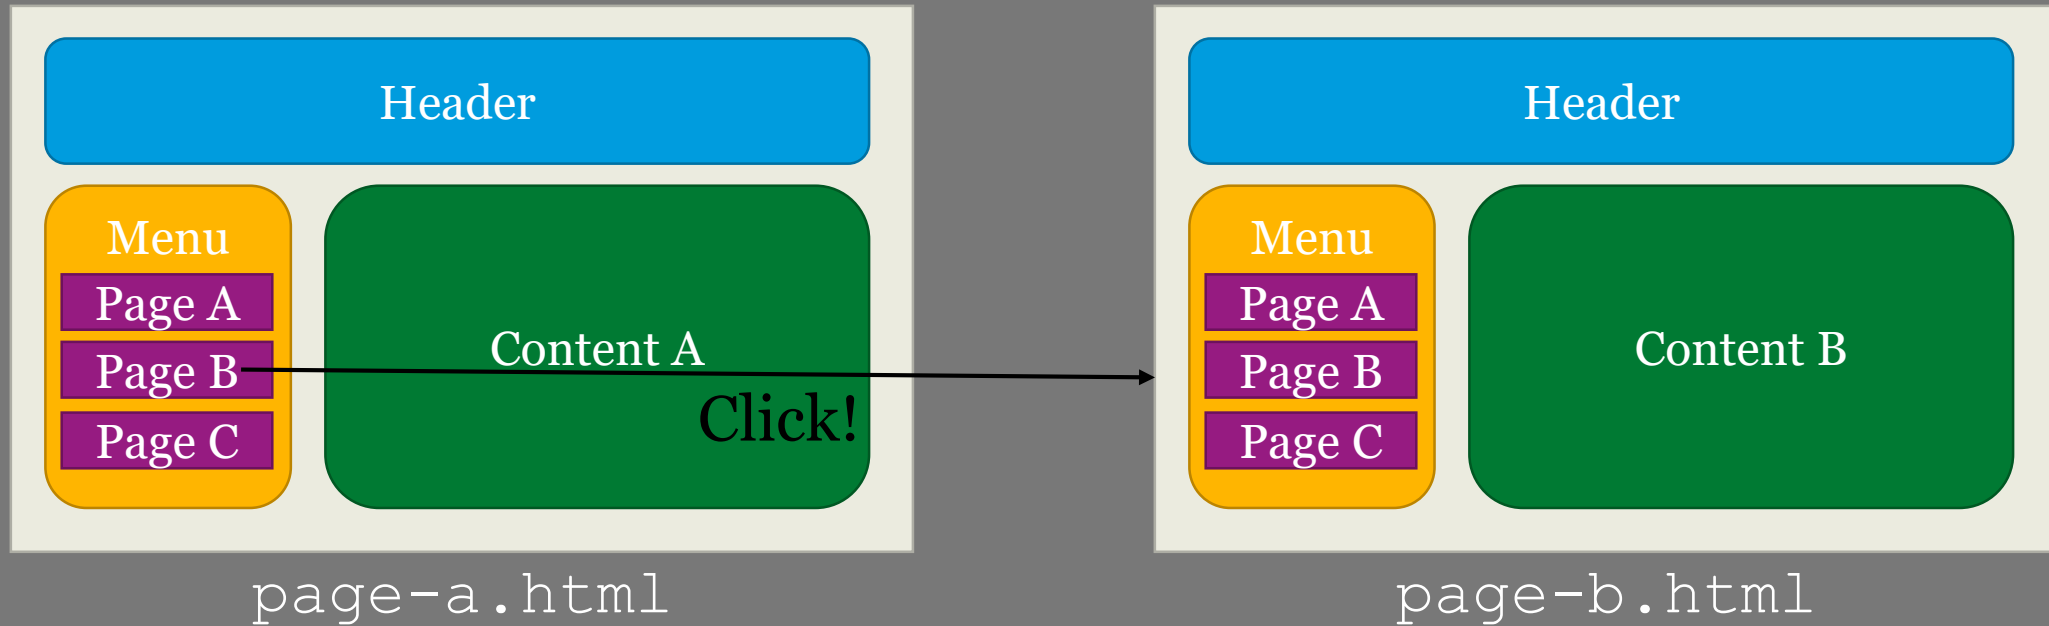 Header
Menu
Page A
Page B
Page C
Content A
Click!
page-a.html
Header
Menu
Page A
Page B
Page C
Content B
page-b.html